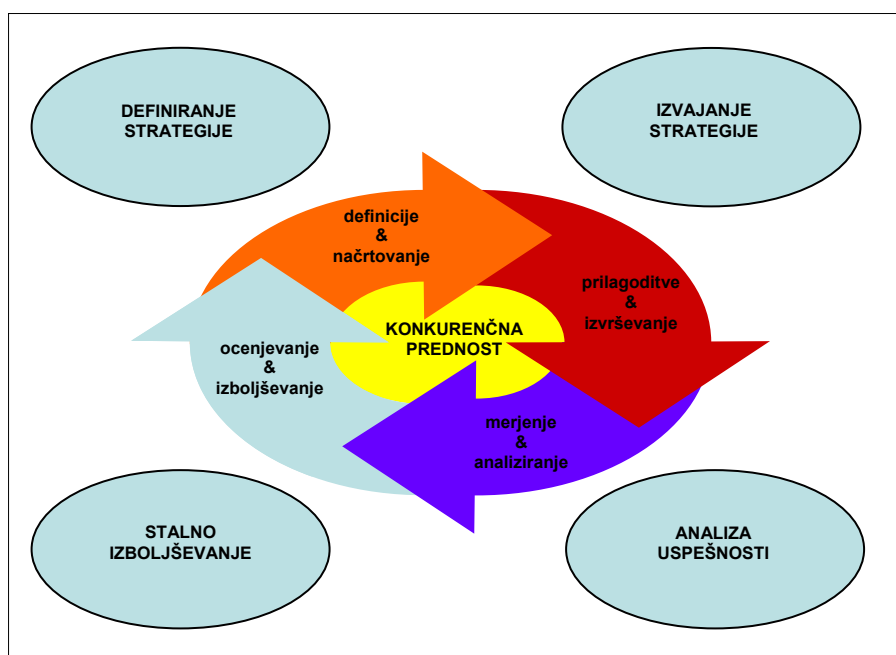 DEFINIRANJE
STRATEGIJE
IZVAJANJE
STRATEGIJE
definicije
&
načrtovanje
prilagoditve
&
izvrševanje
KONKURENČNA
PREDNOST
ocenjevanje
&
izboljševanje
merjenje
&
analiziranje
STALNO
IZBOLJŠEVANJE
ANALIZA
USPEŠNOSTI